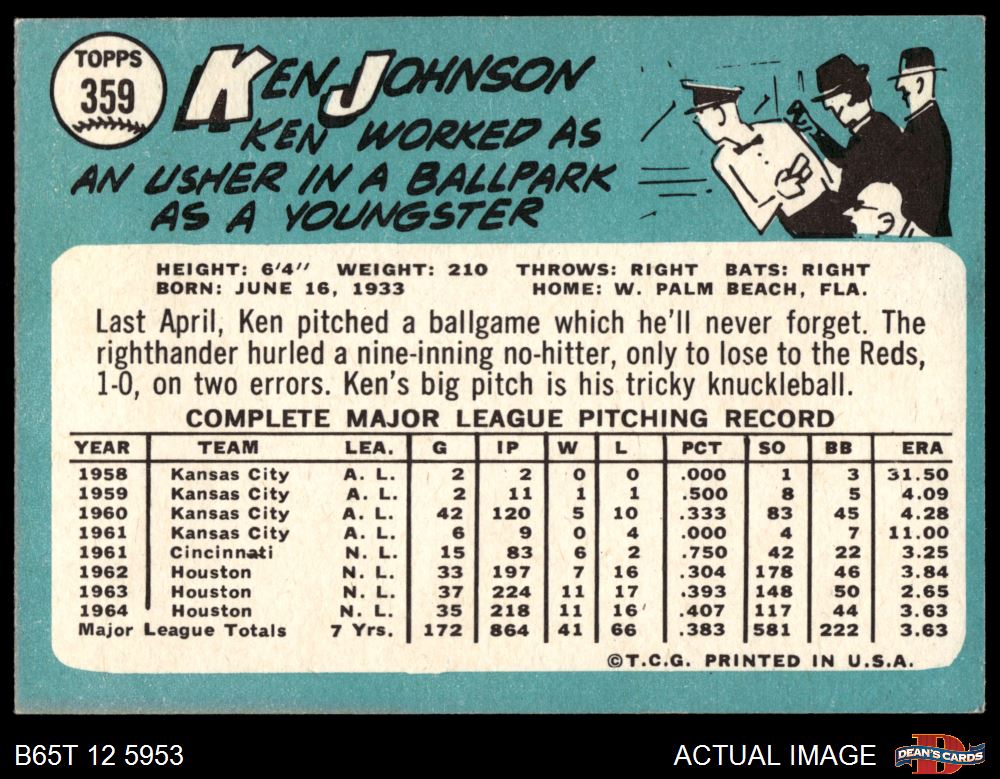 TOPPS
359
KEN JOHNSON
KEN WORKED AS
AN USHER IN A BALLPARK
AS A YOUNGSTER
HEIGHT: 6'4" WEIGHT: 210 THROWS: RIGHT BATS: RIGHT
BORN: JUNE 16, 1933 HOME: W. PALM BEACH, FLA.
Last April, Ken pitched a ballgame which he'll never forget. The
righthander hurled a nine-inning no-hitter, only to lose to the Reds,
1-0, on two errors. Ken's big pitch is his tricky knuckleball.
COMPLETE MAJOR LEAGUE PITCHING RECORD
YEAR TEAM LEA. G IP W L PCT SO BB ERA
1958 Kansas City A. L. 2 2 0 0 .000 1 3 31.50
1959 Kansas City A. L. 2 11 1 1 .500 8 5 4.09
1960 Kansas City A. L. 42 120 5 10 .333 83 45 4.28
1961 Kansas City A. L. 6 9 0 4 .000 4 7 11.00
1961 Cincinnati N. L. 15 83 6 2 .750 42 22 3.25
1962 Houston N. L. 33 197 7 16 .304 178 46 3.84
1963 Houston N. L. 37 224 11 17 .393 148 50 2.65
1964 Houston N. L. 35 218 11 16 .407 117 44 3.63
Major League Totals 7 Yrs. 172 864 41 66 .383 581 222 3.63
©T.C.G. PRINTED IN U.S.A.
B65T 12 5953 ACTUAL IMAGE DEAN'S CARDS